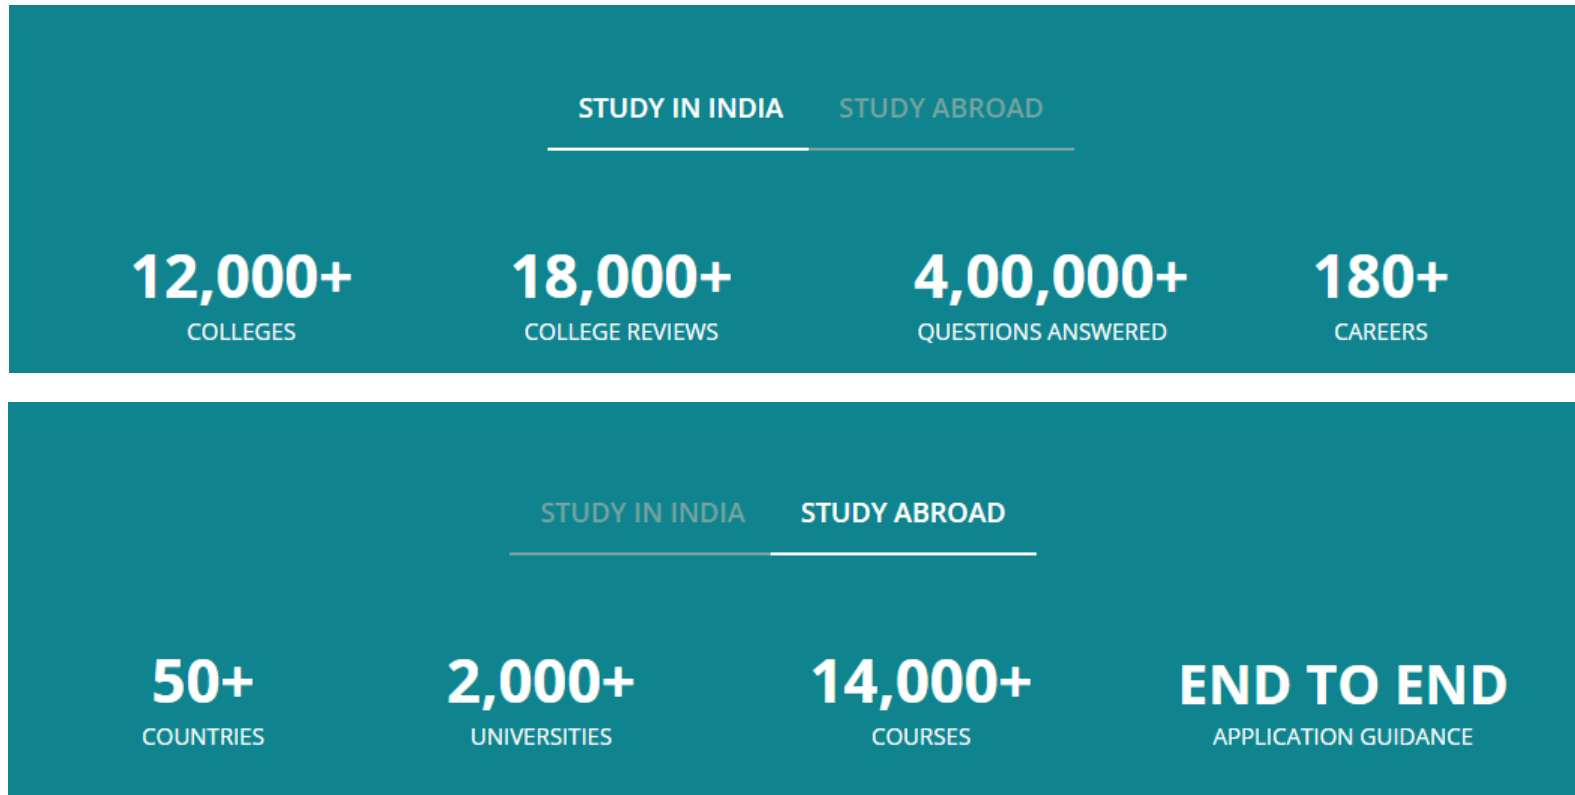 STUDY IN INDIA STUDY ABROAD
12,000+ 18,000+ 4,00,000+ 180+
COLLEGES COLLEGE REVIEWS QUESTIONS ANSWERED CAREERS
STUDY IN INDIA STUDY ABROAD
50+ 2,000+ 14,000+ END TO END
COUNTRIES UNIVERSITIES COURSES APPLICATION GUIDANCE